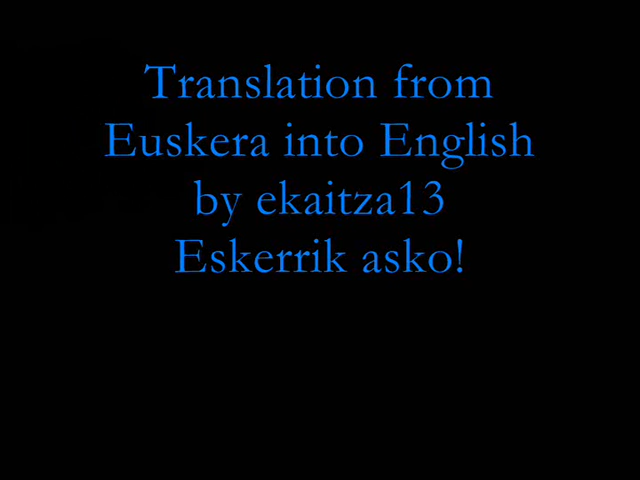 Translation from
Euskera into English
by ekaitza13
Eskerrik asko!